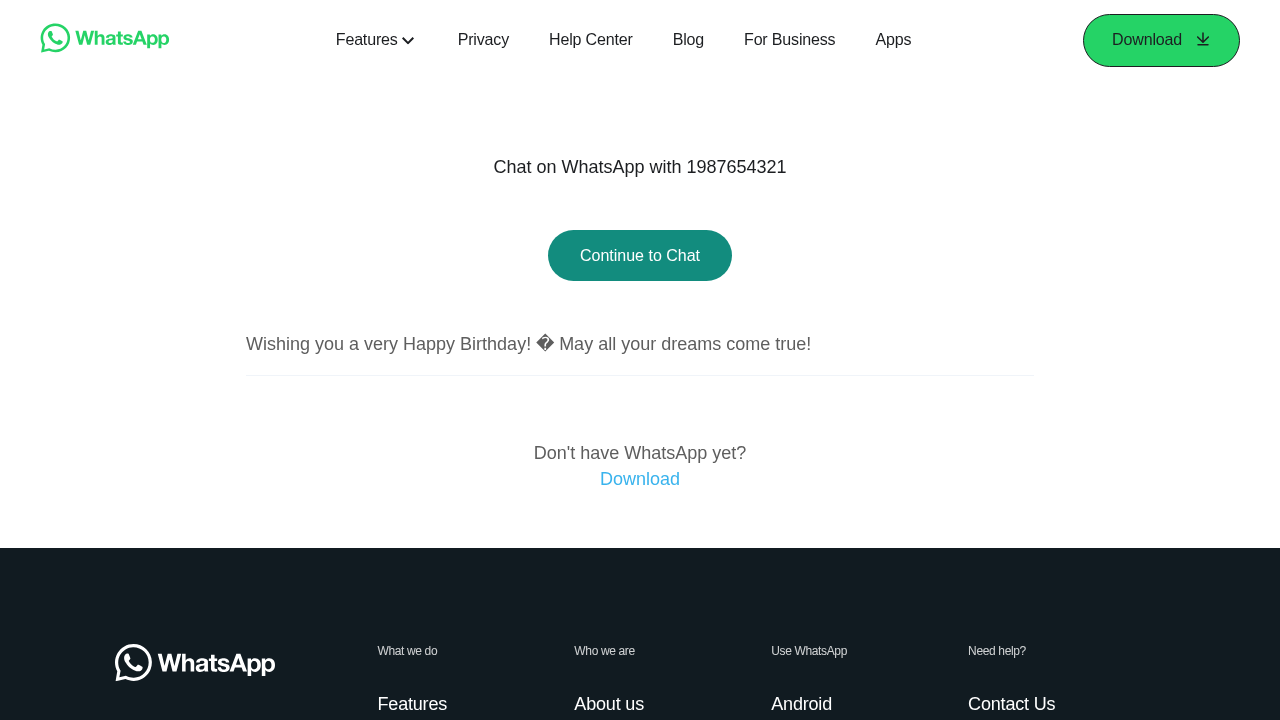 WhatsApp
Features
Privacy
Help Center
Blog
For Business
Apps
Download
Chat on WhatsApp with 1987654321
Continue to Chat
Wishing you a very Happy Birthday! � May all your dreams come true!
Don't have WhatsApp yet?
Download
WhatsApp
What we do
Who we are
Use WhatsApp
Need help?
Features
About us
Android
Contact Us